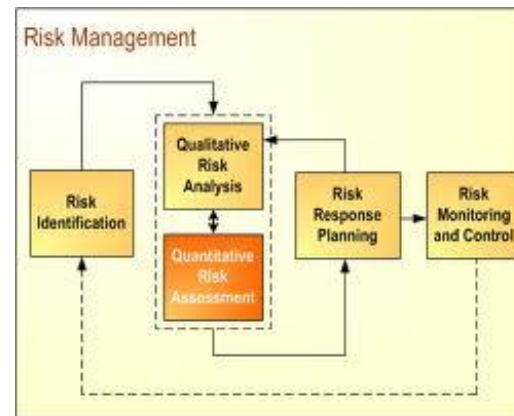 Risk Management
Risk
Identification
Qualitative
Risk
Analysis
Quantitative
Risk
Assessment
Risk
Response
Planning
Risk
Monitoring
and Control